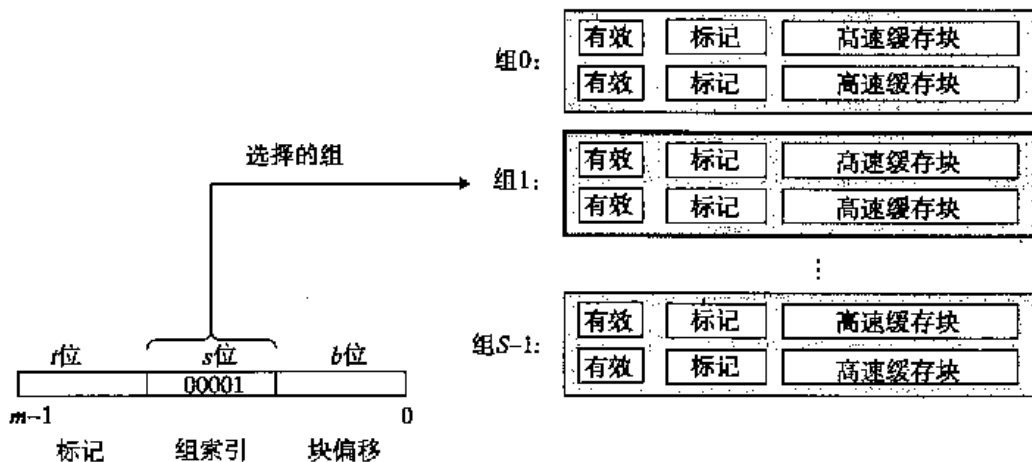 组0:
有效 标记 高速缓存块
有效 标记 高速缓存块
选择的组
组1:
有效 标记 高速缓存块
有效 标记 高速缓存块
⋮
组S-1:
有效 标记 高速缓存块
有效 标记 高速缓存块
t位 s位 b位
00001
m-1 0
标记 组索引 块偏移